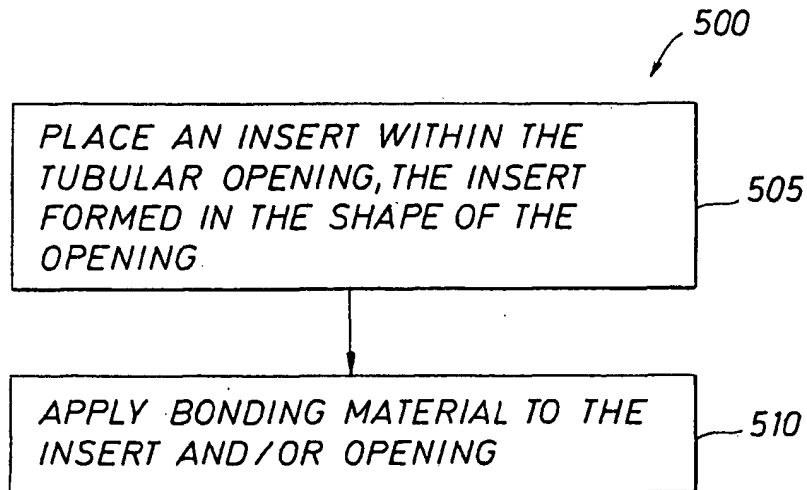 500
PLACE AN INSERT WITHIN THE
TUBULAR OPENING, THE INSERT
FORMED IN THE SHAPE OF THE
OPENING
505
APPLY BONDING MATERIAL TO THE
INSERT AND/OR OPENING
510